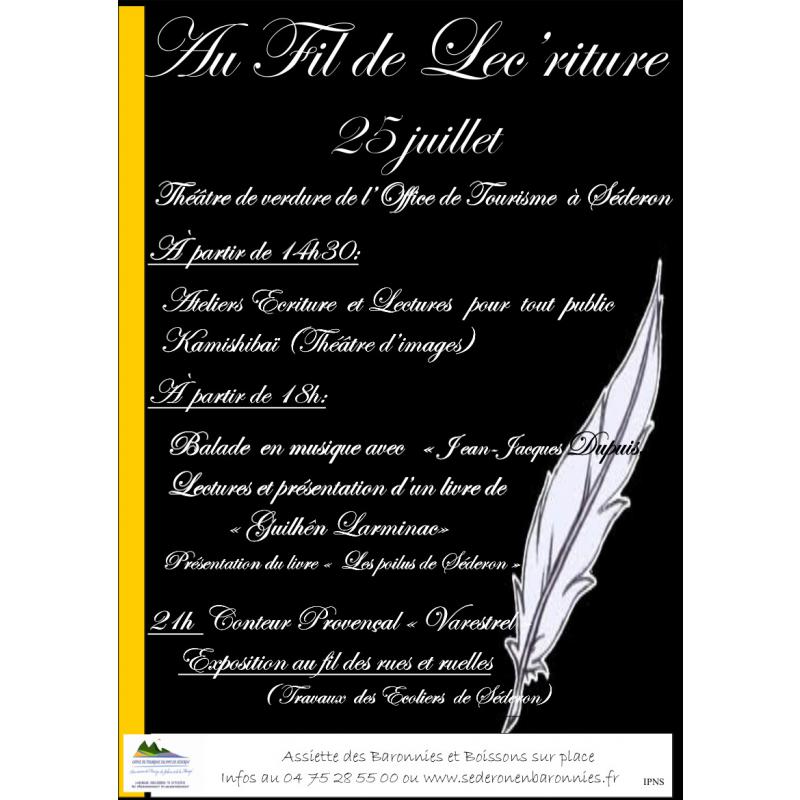 Au Fil de Lec'riture
25 juillet
Théâtre de verdure de l'Office de Tourisme à Séderon
À partir de 14h30:
Ateliers Ecriture et Lectures pour tout public
Kamishibaï (Théâtre d'images)
À partir de 18h:
Balade en musique avec « Jean-Jacques Dupuis
Lectures et présentation d'un livre de
« Guilhên Larminac»
Présentation du livre « Les poilus de Séderon »
21h Conteur Provençal « Varestrel
Exposition au fil des rues et ruelles
(Travaux des Ecoliers de Séderon)
Assiette des Baronnies et Boissons sur place
Infos au 04 75 28 55 00 ou www.sederonenbaronnies.fr
IPNS